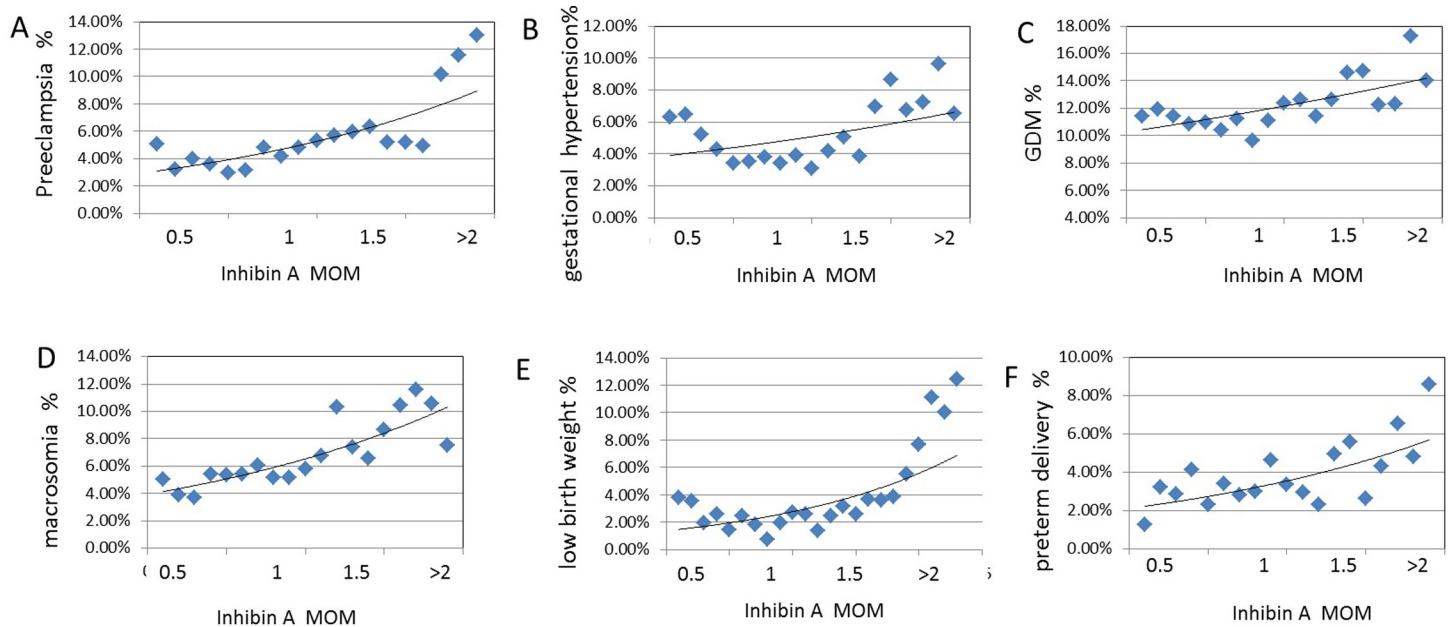 A
Preeclampsia %
14.00%
12.00%
10.00%
8.00%
6.00%
4.00%
2.00%
0.00%
0.5 1 1.5 >2
Inhibin A MOM
B
gestational hypertension%
12.00%
10.00%
8.00%
6.00%
4.00%
2.00%
0.00%
0.5 1 1.5 >2
Inhibin A MOM
C
GDM %
18.00%
16.00%
14.00%
12.00%
10.00%
8.00%
6.00%
4.00%
0.5 1 1.5 >2
Inhibin A MOM
D
macrosomia %
14.00%
12.00%
10.00%
8.00%
6.00%
4.00%
2.00%
0.00%
0.5 1 1.5 >2
Inhibin A MOM
E
low birth weight %
14.00%
12.00%
10.00%
8.00%
6.00%
4.00%
2.00%
0.00%
0.5 1 1.5 >2
Inhibin A MOM
F
preterm delivery %
10.00%
8.00%
6.00%
4.00%
2.00%
0.00%
0.5 1 1.5 >2
Inhibin A MOM